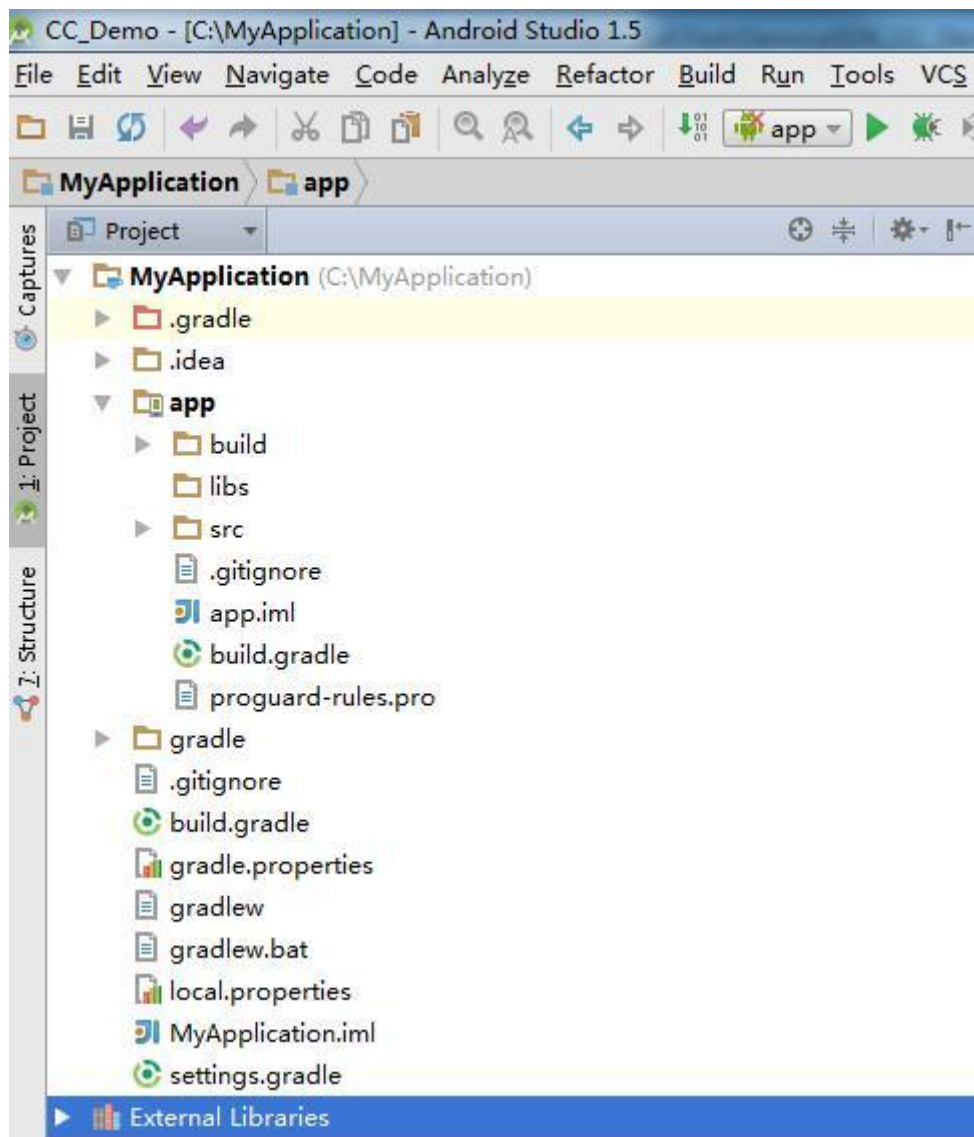 CC_Demo - [C:\MyApplication] - Android Studio 1.5
File Edit View Navigate Code Analyze Refactor Build Run Tools VCS
app
MyApplication app
Project
Captures
1: Project
7: Structure
MyApplication (C:\MyApplication)
.gradle
.idea
app
build
libs
src
.gitignore
app.iml
build.gradle
proguard-rules.pro
gradle
.gitignore
build.gradle
gradle.properties
gradlew
gradlew.bat
local.properties
MyApplication.iml
settings.gradle
External Libraries